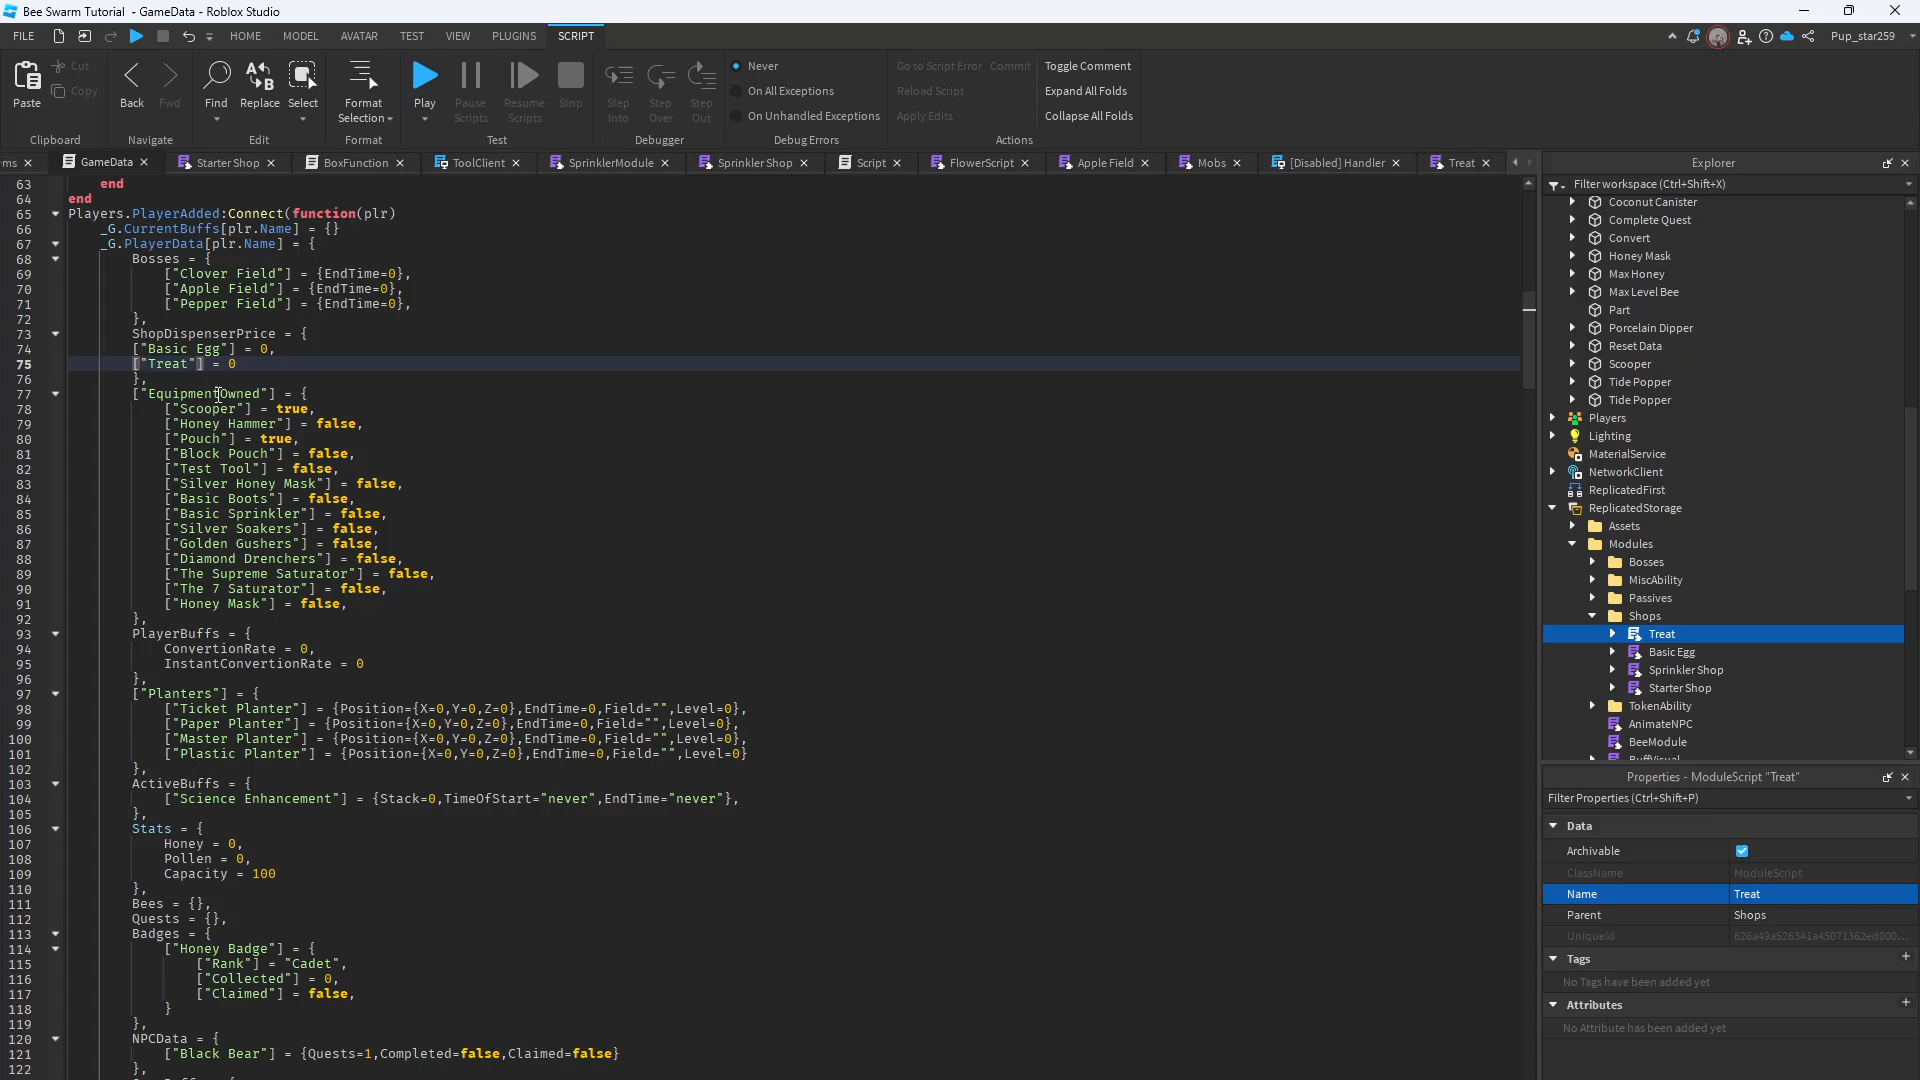 Bee Swarm Tutorial - GameData - Roblox Studio
FILE HOME MODEL AVATAR TEST VIEW PLUGINS SCRIPT Pup_star259
Cut
Copy
Paste
Clipboard
Back
Fwd
Navigate
Find
Replace
Select
Edit
Format
Selection
Format
Play
Pause
Scripts
Resume
Scripts
Stop
Test
Step
Into
Step
Over
Step
Out
Debugger
Never
On All Exceptions
On Unhandled Exceptions
Debug Errors
Go to Script Error Commit
Reload Script
Apply Edits
Toggle Comment
Expand All Folds
Collapse All Folds
Actions
ms GameData Starter Shop BoxFunction ToolClient SprinklerModule Sprinkler Shop Script FlowerScript Apple Field Mobs [Disabled] Handler Treat
63 end
64 end
65 Players.PlayerAdded:Connect(function(plr)
66 _G.CurrentBuffs[plr.Name] = {}
67 _G.PlayerData[plr.Name] = {
68 Bosses = {
69 ["Clover Field"] = {EndTime=0},
70 ["Apple Field"] = {EndTime=0},
71 ["Pepper Field"] = {EndTime=0},
72 },
73 ShopDispenserPrice = {
74 ["Basic Egg"] = 0,
75 ["Treat"] = 0
76 },
77 ["EquipmentOwned"] = {
78 ["Scooper"] = true,
79 ["Honey Hammer"] = false,
80 ["Pouch"] = true,
81 ["Block Pouch"] = false,
82 ["Test Tool"] = false,
83 ["Silver Honey Mask"] = false,
84 ["Basic Boots"] = false,
85 ["Basic Sprinkler"] = false,
86 ["Silver Soakers"] = false,
87 ["Golden Gushers"] = false,
88 ["Diamond Drenchers"] = false,
89 ["The Supreme Saturator"] = false,
90 ["The 7 Saturator"] = false,
91 ["Honey Mask"] = false,
92 },
93 PlayerBuffs = {
94 ConvertionRate = 0,
95 InstantConvertionRate = 0
96 },
97 ["Planters"] = {
98 ["Ticket Planter"] = {Position={X=0,Y=0,Z=0},EndTime=0,Field="",Level=0},
99 ["Paper Planter"] = {Position={X=0,Y=0,Z=0},EndTime=0,Field="",Level=0},
100 ["Master Planter"] = {Position={X=0,Y=0,Z=0},EndTime=0,Field="",Level=0},
101 ["Plastic Planter"] = {Position={X=0,Y=0,Z=0},EndTime=0,Field="",Level=0}
102 },
103 ActiveBuffs = {
104 ["Science Enhancement"] = {Stack=0,TimeOfStart="never",EndTime="never"},
105 },
106 Stats = {
107 Honey = 0,
108 Pollen = 0,
109 Capacity = 100
110 },
111 Bees = {},
112 Quests = {},
113 Badges = {
114 ["Honey Badge"] = {
115 ["Rank"] = "Cadet",
116 ["Collected"] = 0,
117 ["Claimed"] = false,
118 }
119 },
120 NPCData = {
121 ["Black Bear"] = {Quests=1,Completed=false,Claimed=false}
122 },
Explorer
Filter workspace (Ctrl+Shift+X)
Coconut Canister
Complete Quest
Convert
Honey Mask
Max Honey
Max Level Bee
Part
Porcelain Dipper
Reset Data
Scooper
Tide Popper
Tide Popper
Players
Lighting
MaterialService
NetworkClient
ReplicatedFirst
ReplicatedStorage
Assets
Modules
Bosses
MiscAbility
Passives
Shops
Treat
Basic Egg
Sprinkler Shop
Starter Shop
TokenAbility
AnimateNPC
BeeModule
Properties - ModuleScript "Treat"
Filter Properties (Ctrl+Shift+P)
Data
Archivable
ClassName ModuleScript
Name Treat
Parent Shops
UniqueId 626a49a526341a45071362ed000...
Tags
No Tags have been added yet
Attributes
No Attribute has been added yet